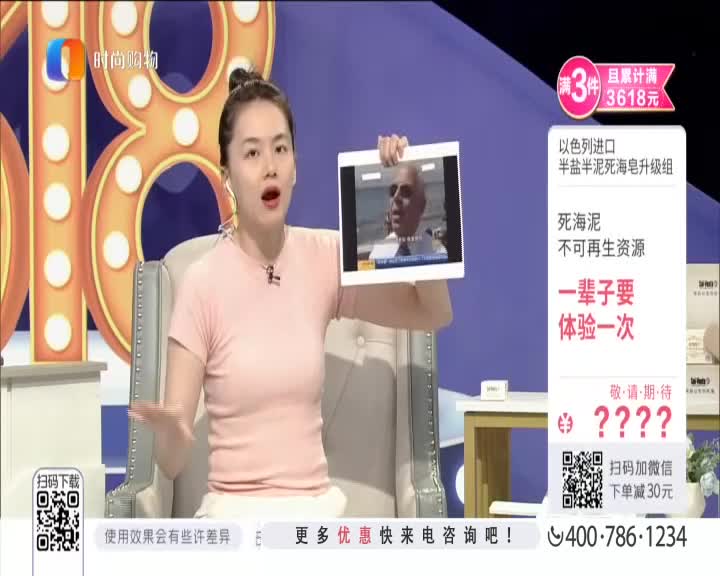 时尚购物
18
满3件
且累计满
3618元
以色列进口
半盐半泥死海皂升级组
死海泥
不可再生资源
一辈子要
体验一次
敬·请·期·待
¥ ????
扫码加微信
下单减30元
扫码下载
使用效果会有些许差异
更多优惠快来电咨询吧！
400·786·1234